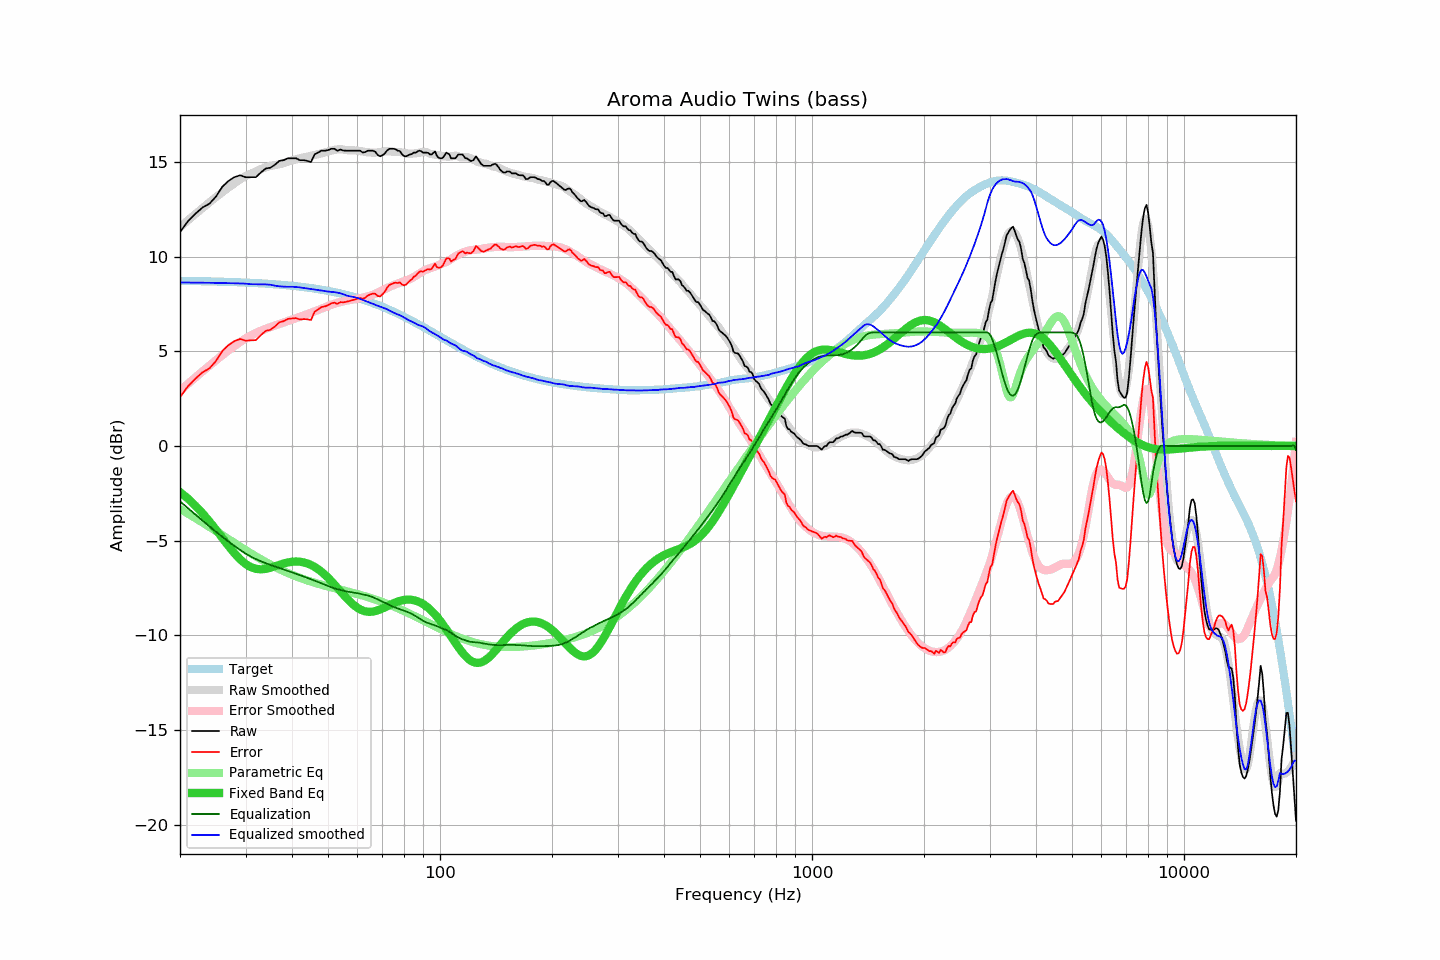 Aroma Audio Twins (bass)
15
10
5
0
−5
−10
−15
−20
Amplitude (dBr)
Target
Raw Smoothed
Error Smoothed
Raw
Error
Parametric Eq
Fixed Band Eq
Equalization
Equalized smoothed
100
1000
10000
Frequency (Hz)